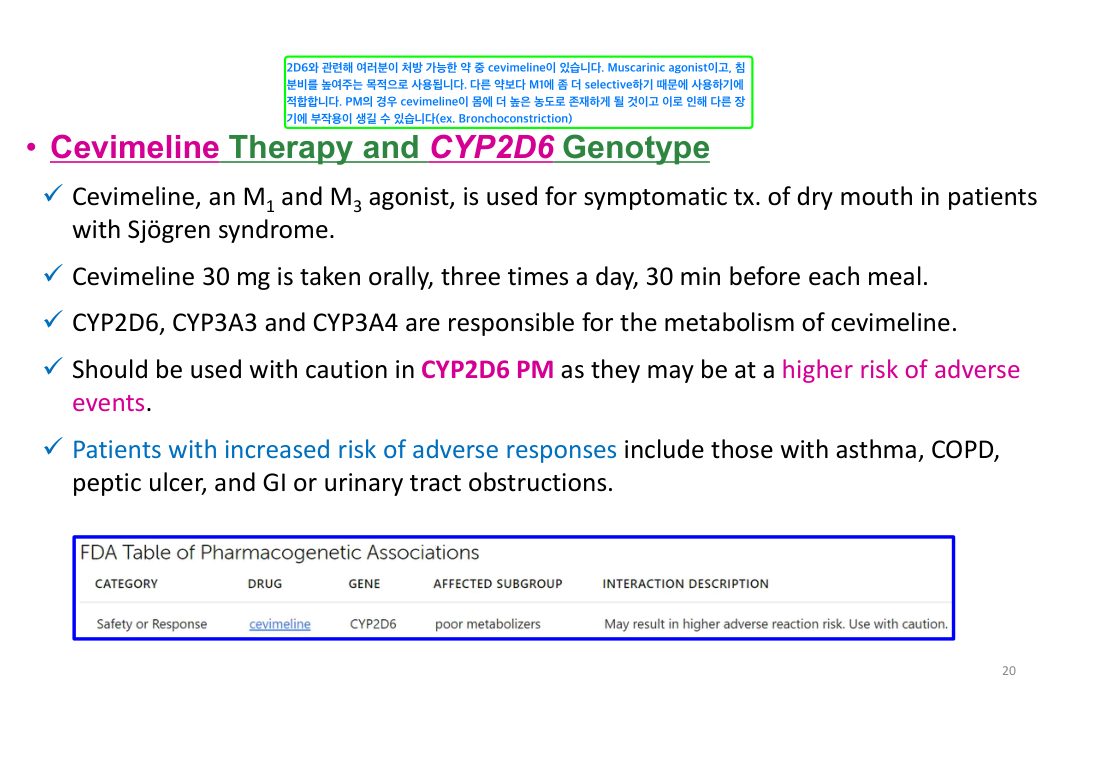 2D6와 관련해 여러분이 처방 가능한 약 중 cevimeline이 있습니다. Muscarinic agonist이고, 침
분비를 높여주는 목적으로 사용됩니다. 다른 약보다 M1에 좀 더 selective하기 때문에 사용하기에
적합합니다. PM의 경우 cevimeline이 몸에 더 높은 농도로 존재하게 될 것이고 이로 인해 다른 장
기에 부작용이 생길 수 있습니다(ex. Bronchoconstriction)
• Cevimeline Therapy and CYP2D6 Genotype
✓ Cevimeline, an M1 and M3 agonist, is used for symptomatic tx. of dry mouth in patients
with Sjögren syndrome.
✓ Cevimeline 30 mg is taken orally, three times a day, 30 min before each meal.
✓ CYP2D6, CYP3A3 and CYP3A4 are responsible for the metabolism of cevimeline.
✓ Should be used with caution in CYP2D6 PM as they may be at a higher risk of adverse
events.
✓ Patients with increased risk of adverse responses include those with asthma, COPD,
peptic ulcer, and GI or urinary tract obstructions.
FDA Table of Pharmacogenetic Associations
CATEGORY DRUG GENE AFFECTED SUBGROUP INTERACTION DESCRIPTION
Safety or Response cevimeline CYP2D6 poor metabolizers May result in higher adverse reaction risk. Use with caution.
20